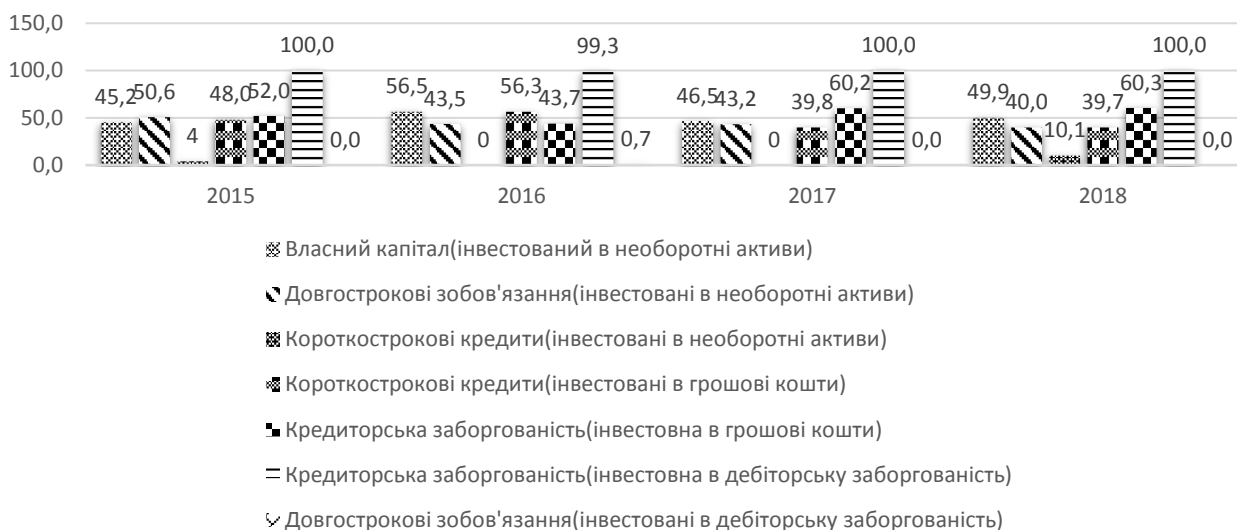 150,0
100,0
50,0
0,0
45,2 50,6 4 48,0 52,0 100,0 0,0
56,5 43,5 0 56,3 43,7 99,3 0,7
46,5 43,2 0 39,8 60,2 100,0 0,0
49,9 40,0 10,1 39,7 60,3 100,0 0,0
2015 2016 2017 2018
Власний капітал(інвестований в необоротні активи)
Довгострокові зобов'язання(інвестовані в необоротні активи)
Короткострокові кредити(інвестовані в необоротні активи)
Короткострокові кредити(інвестовані в грошові кошти)
Кредиторська заборгованість(інвестовна в грошові кошти)
Кредиторська заборгованість(інвестовна в дебіторську заборгованість)
Довгострокові зобов'язання(інвестовані в дебіторську заборгованість)